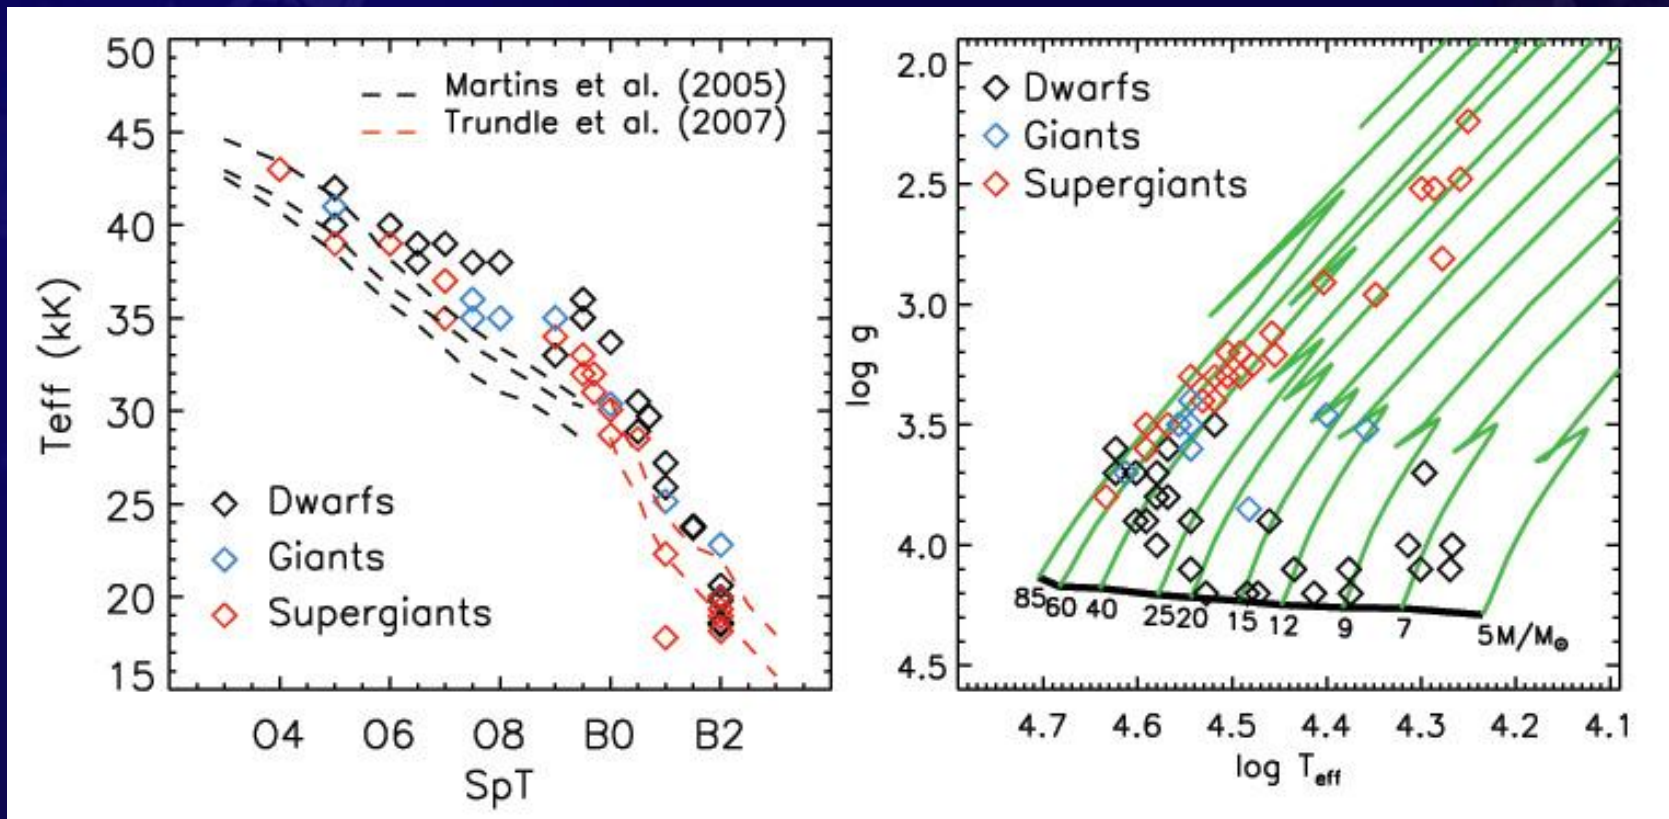 50
45
40
35
30
25
20
15
Teff (kK)
Martins et al. (2005)
Trundle et al. (2007)
Dwarfs
Giants
Supergiants
O4 O6 O8 B0 B2
SpT
2.0
2.5
3.0
3.5
4.0
4.5
log g
Dwarfs
Giants
Supergiants
85 60 40 25 20 15 12 9 7 5 M/M⊙
4.7 4.6 4.5 4.4 4.3 4.2 4.1
log Teff